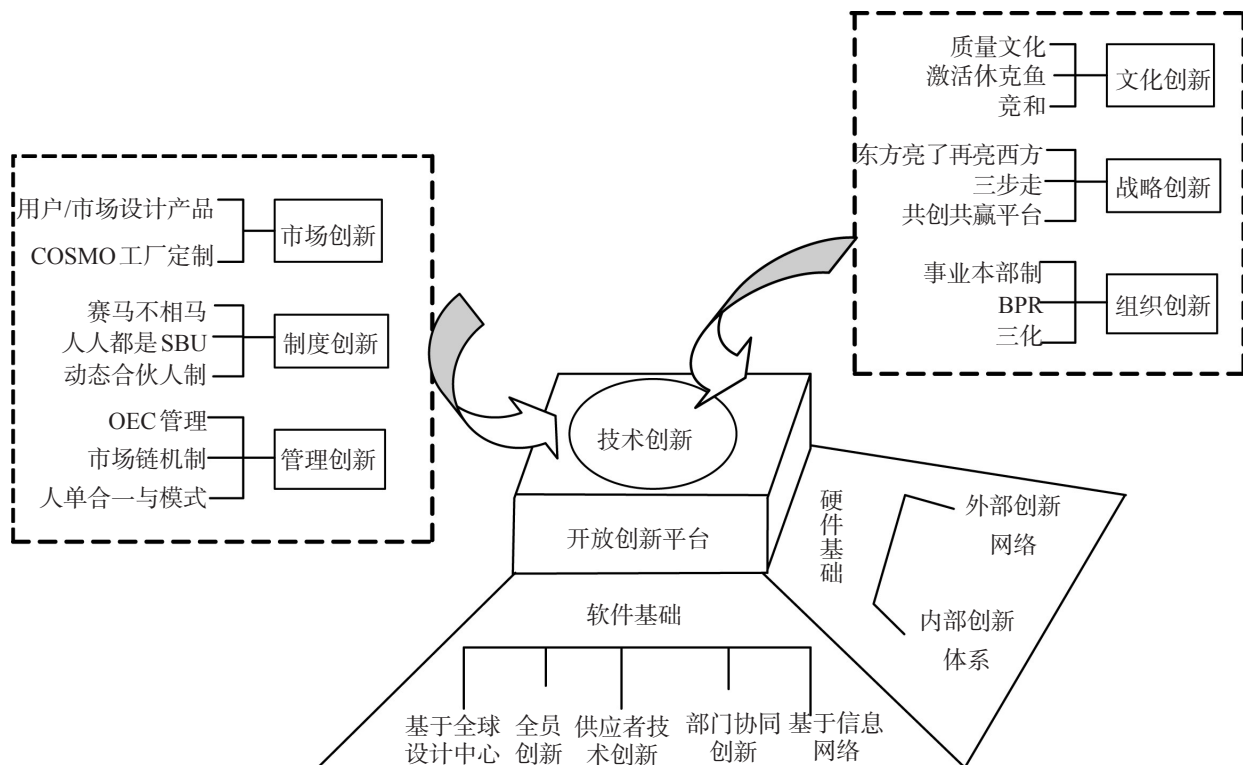 质量文化
激活休克鱼
竞和
文化创新
东方亮了再亮西方
三步走
共创共赢平台
战略创新
事业本部制
BPR
三化
组织创新
用户/市场设计产品
COSMO工厂定制
市场创新
赛马不相马
人人都是SBU
动态合伙人制
制度创新
OEC管理
市场链机制
人单合一与模式
管理创新
技术创新
开放创新平台
硬件基础
外部创新
网络
内部创新
体系
软件基础
基于全球
设计中心
全员
创新
供应者技
术创新
部门协同
创新
基于信息
网络